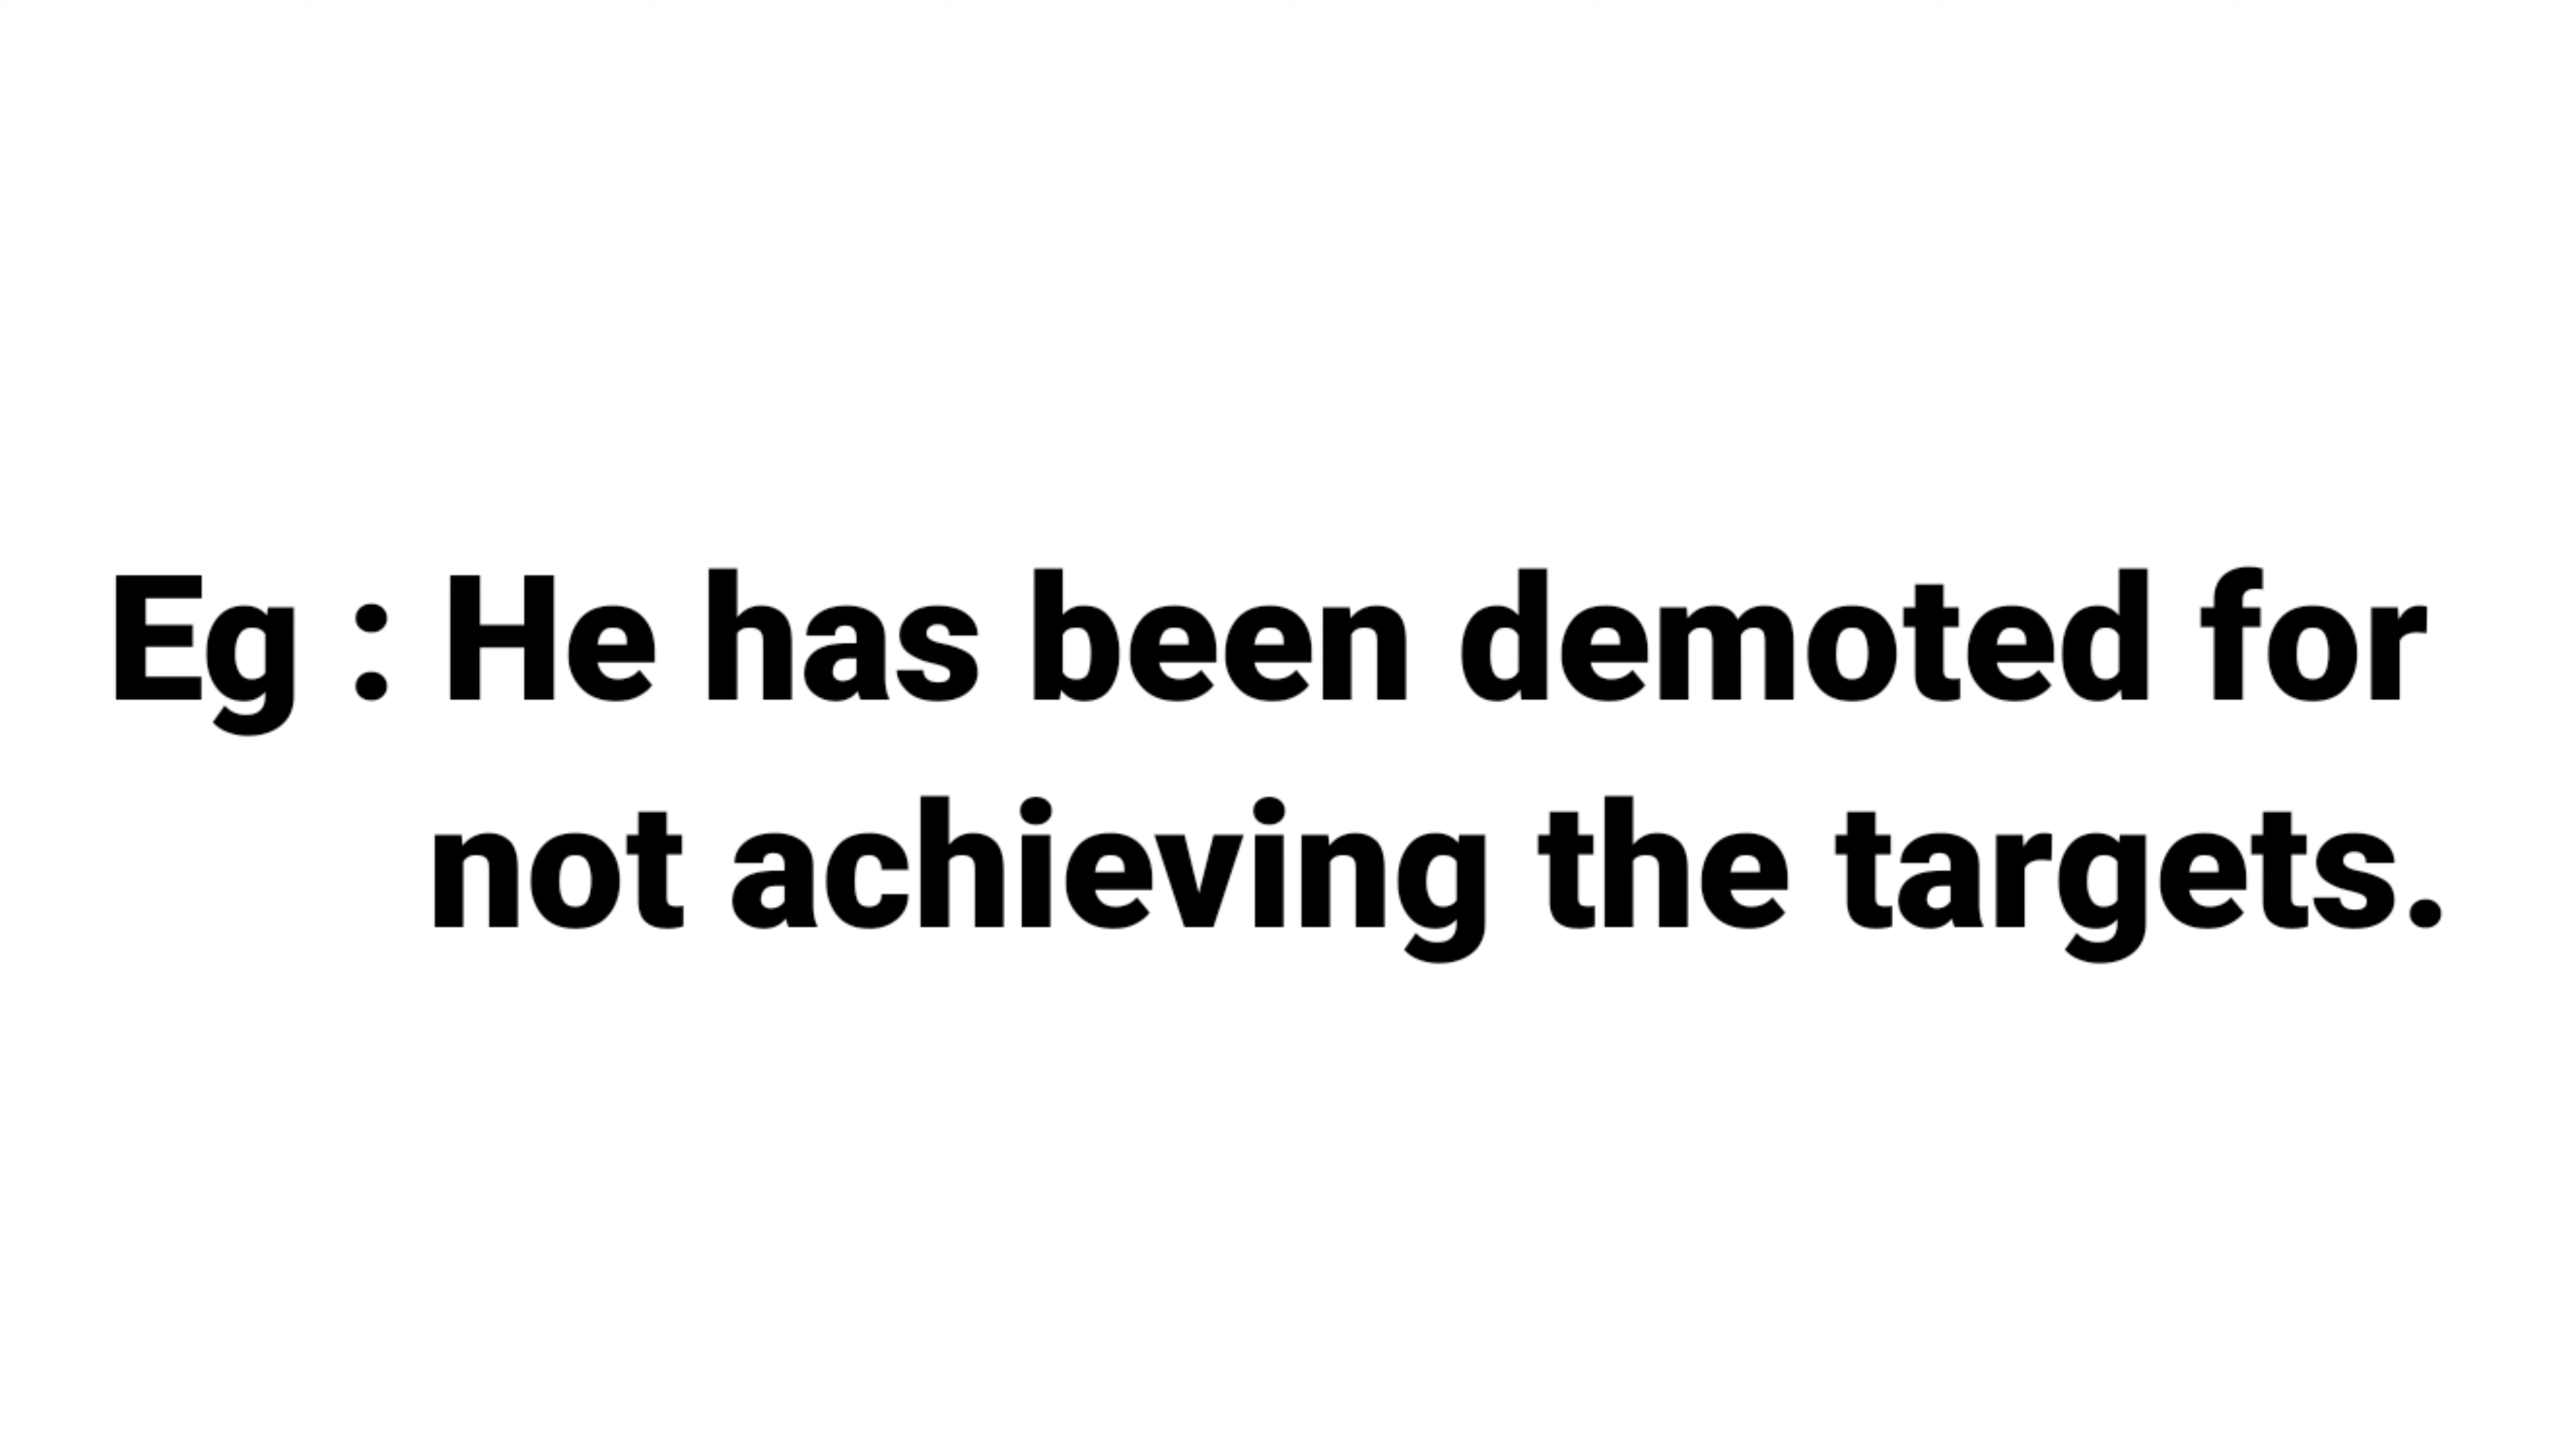 Eg : He has been demoted for
not achieving the targets.